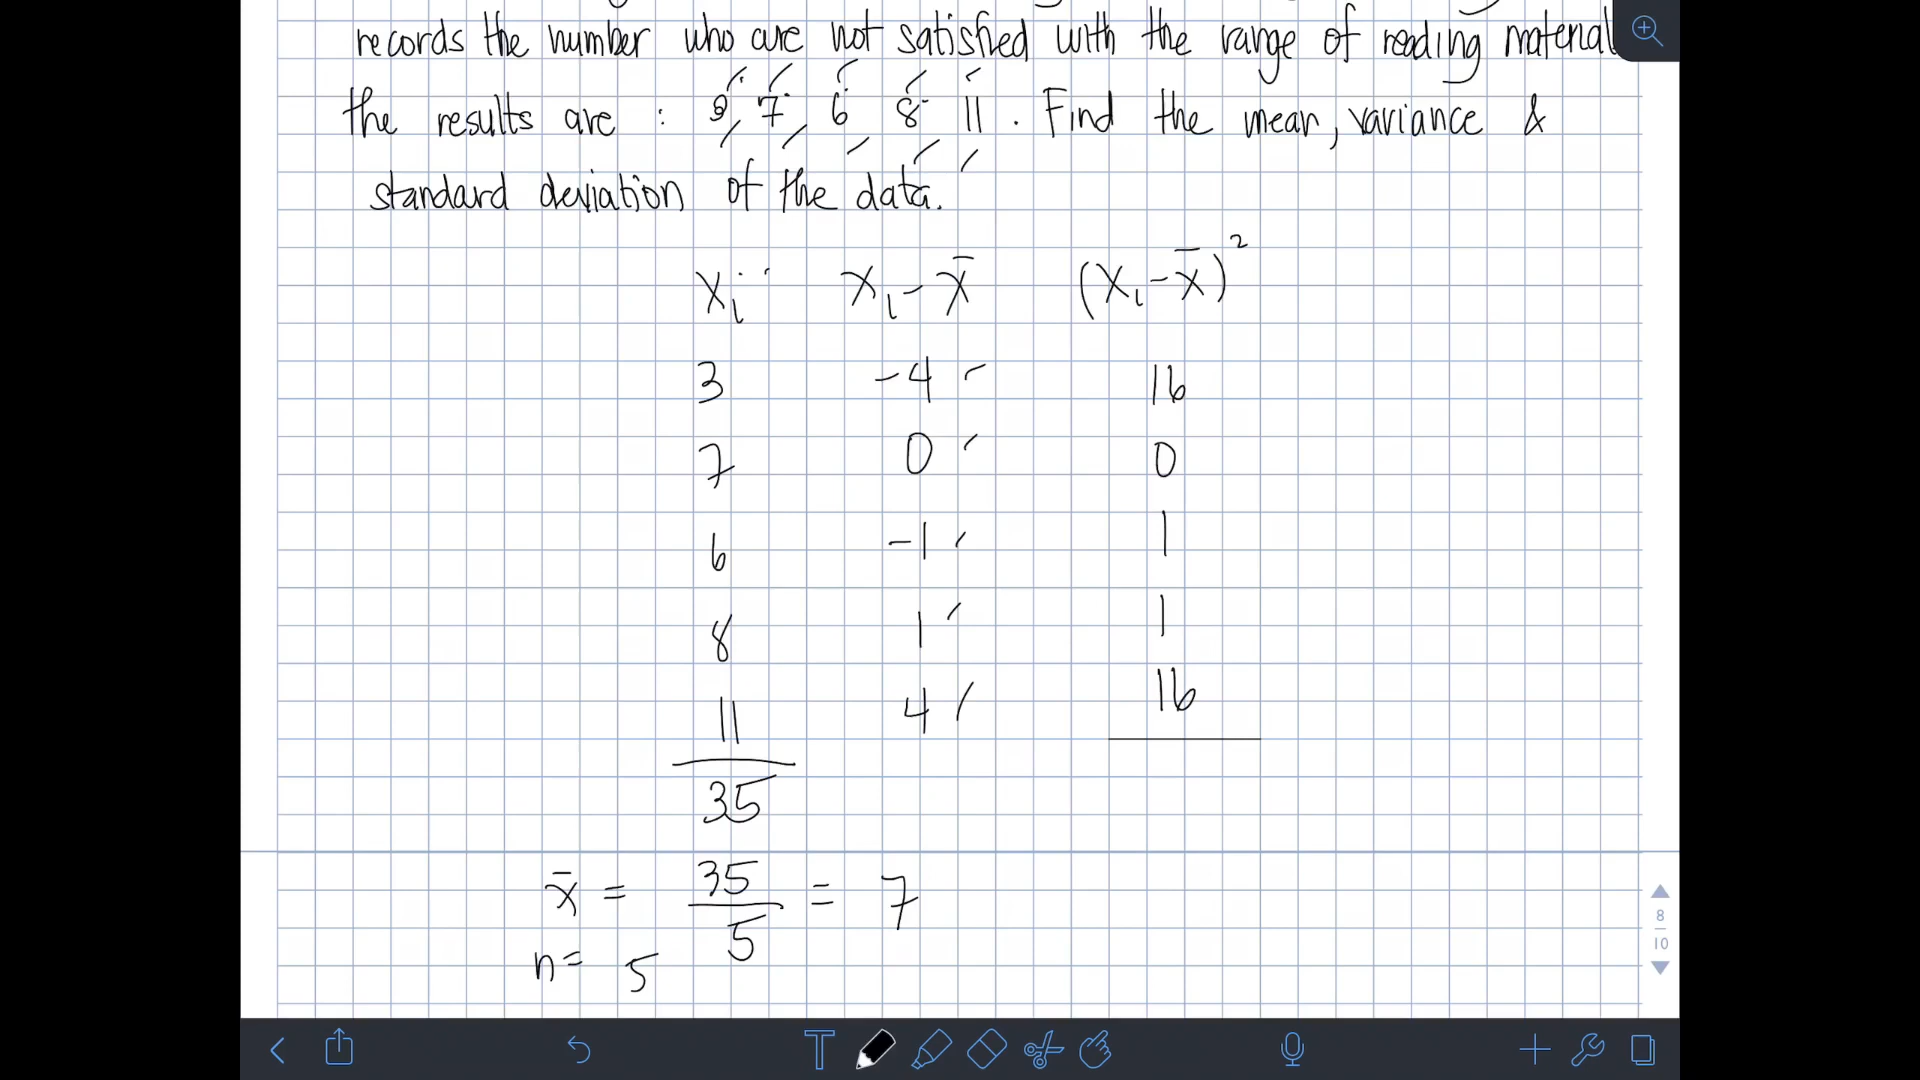 records the number who are not satisfied with the range of reading material
the results are : 3, 7, 6 8 11 . Find the mean, variance &
standard deviation of the data.
xi xi - x̄ (xi - x̄)²
3 -4 16
7 0 0
6 -1 1
8 1 1
11 4 16
35
x̄ = 35/5 = 7
n = 5
8
10
T